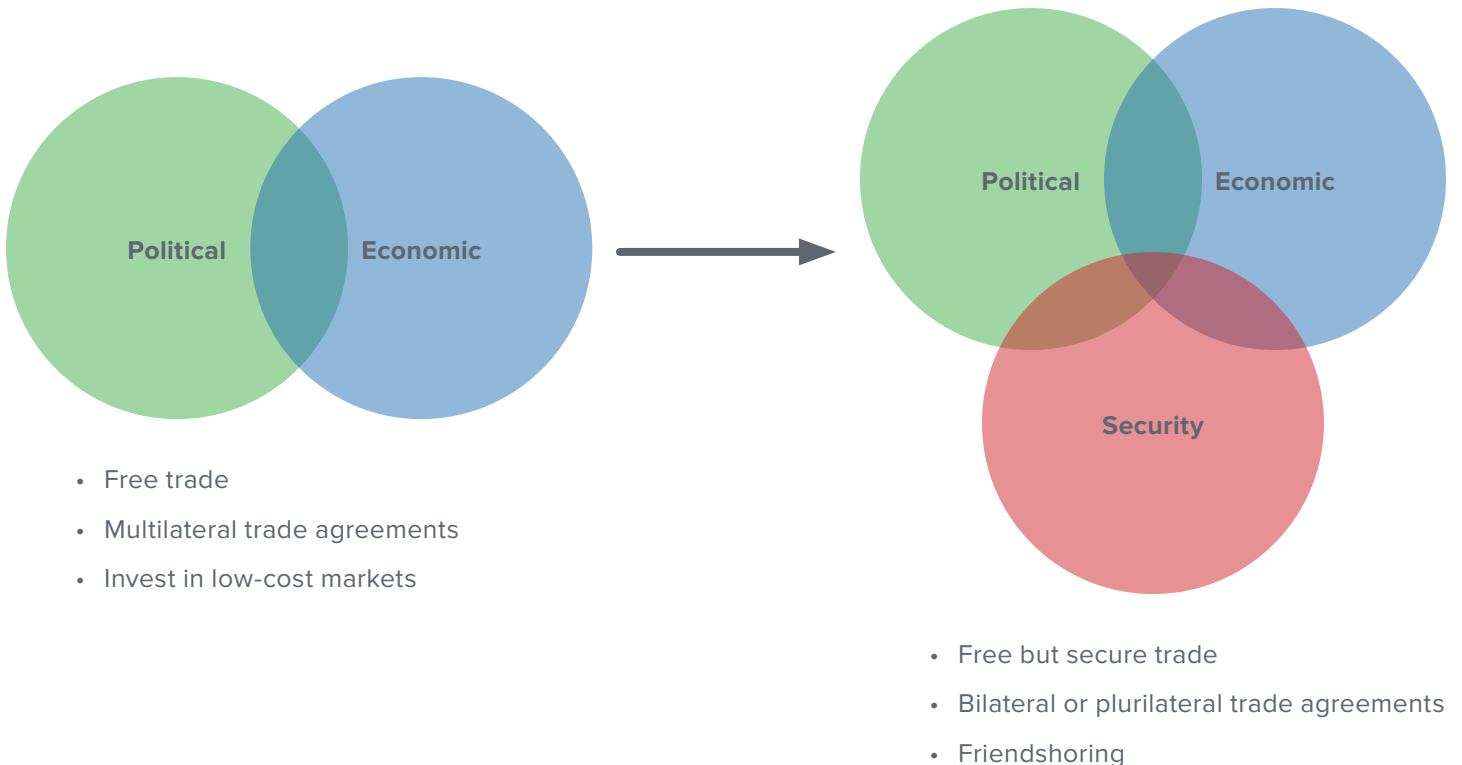 Political
Economic
• Free trade
• Multilateral trade agreements
• Invest in low-cost markets
Political
Economic
Security
• Free but secure trade
• Bilateral or plurilateral trade agreements
• Friendshoring